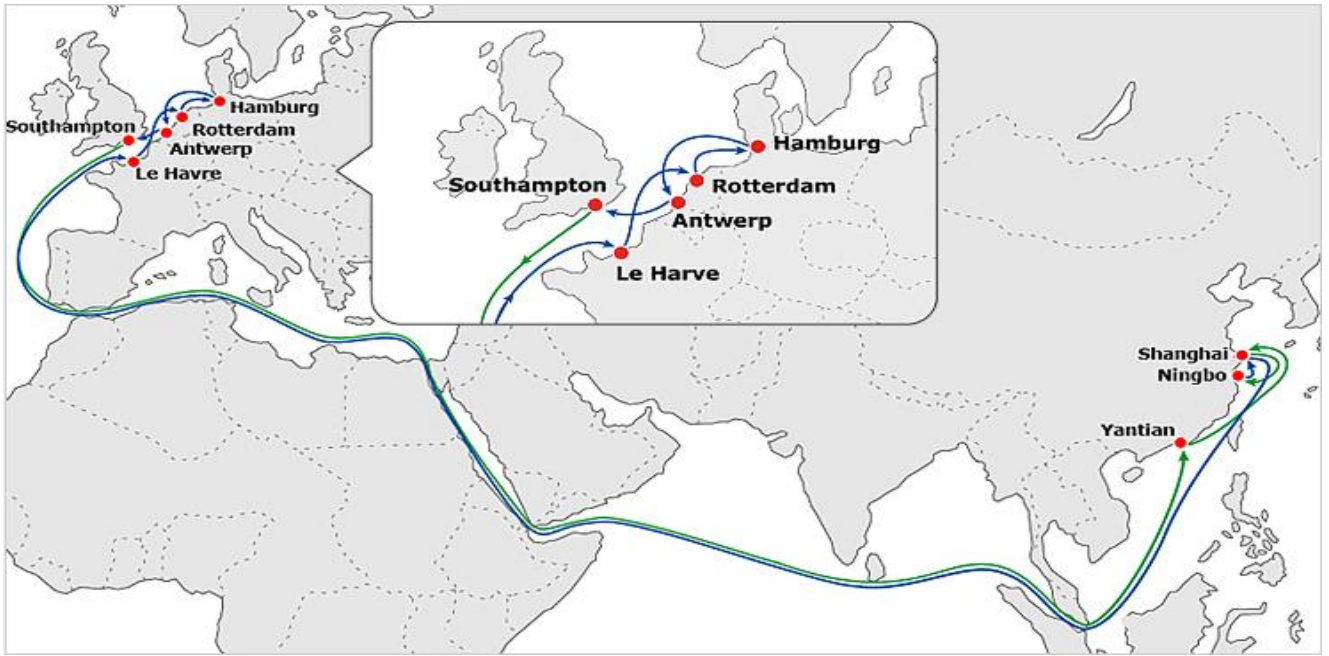 Hamburg
Southampton
Rotterdam
Antwerp
Le Havre
Hamburg
Southampton
Rotterdam
Antwerp
Le Harve
Shanghai
Ningbo
Yantian